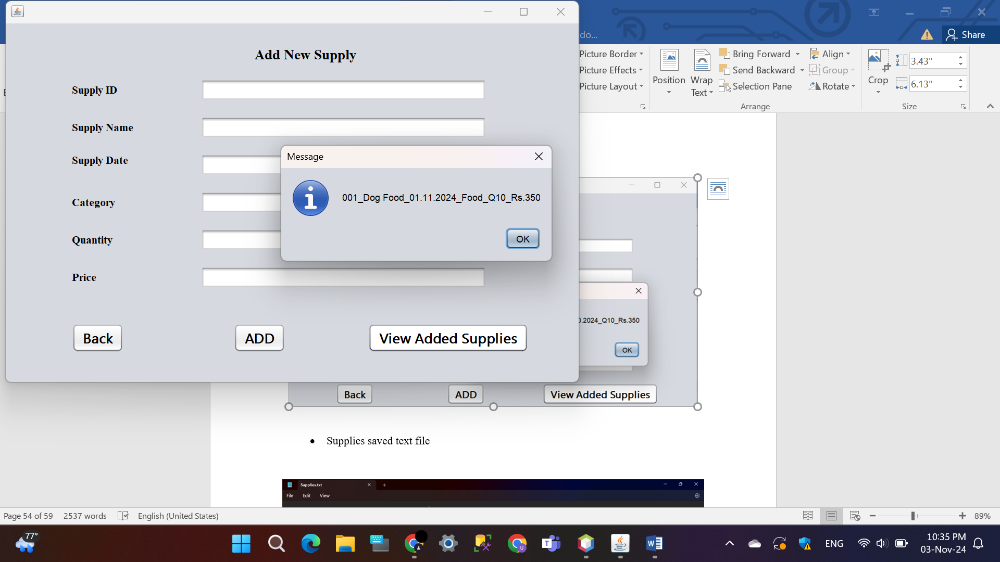 do...
Share
Add New Supply
Picture Border
Bring Forward
Align
3.43"
Picture Effects
Send Backward
Group
Position
Wrap
Text
Crop
6.13"
Picture Layout
Selection Pane
Rotate
Arrange
Size
Supply ID
Supply Name
Supply Date
Category
Quantity
Price
Message
001_Dog Food_01.11.2024_Food_Q10_Rs.350
OK
Back
ADD
View Added Supplies
.2024_Q10_Rs.350
OK
Back
ADD
View Added Supplies
• Supplies saved text file
Supplies.txt
File Edit View
Page 54 of 59 2537 words English (United States)
89%
77°
ENG
10:35 PM
03-Nov-24